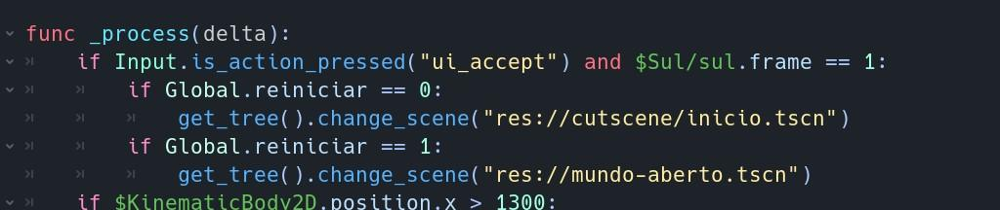 func _process(delta):
if Input.is_action_pressed("ui_accept") and $Sul/sul.frame == 1:
if Global.reiniciar == 0:
get_tree().change_scene("res://cutscene/inicio.tscn")
if Global.reiniciar == 1:
get_tree().change_scene("res://mundo-aberto.tscn")
if $KinematicBody2D.position.x > 1300: